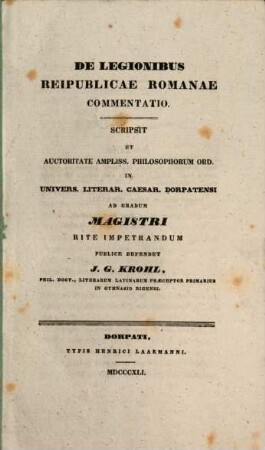 DE LEGIONIBUS
REIPUBLICAE ROMANAE
COMMENTATIO.
SCRIPSIT
ET
AUCTORITATE AMPLISS. PHILOSOPHORUM ORD.
IN
UNIVERS. LITERAR. CAESAR. DORPATENSI
AD GRADUM
MAGISTRI
RITE IMPETRANDUM
PUBLICE DEFENDET
J. G. KROHL,
PHIL. DOCT., LITERARUM LATINARUM PRÆCEPTOR PRIMARIUS
IN GYMNASIO RIGENSI.
DORPATI,
TYPIS HENRICI LAAKMANNI.
MDCCCXLI.